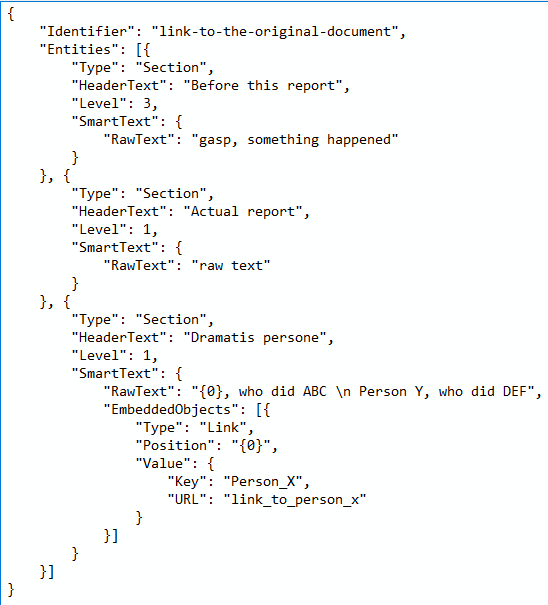 {
    "Identifier": "link-to-the-original-document",
    "Entities": [{
        "Type": "Section",
        "HeaderText": "Before this report",
        "Level": 3,
        "SmartText": {
            "RawText": "gasp, something happened"
        }
    }, {
        "Type": "Section",
        "HeaderText": "Actual report",
        "Level": 1,
        "SmartText": {
            "RawText": "raw text"
        }
    }, {
        "Type": "Section",
        "HeaderText": "Dramatis persone",
        "Level": 1,
        "SmartText": {
            "RawText": "{0}, who did ABC \n Person Y, who did DEF",
            "EmbeddedObjects": [{
                "Type": "Link",
                "Position": "{0}",
                "Value": {
                    "Key": "Person_X",
                    "URL": "link_to_person_x"
                }
            }]
        }
    }]
}